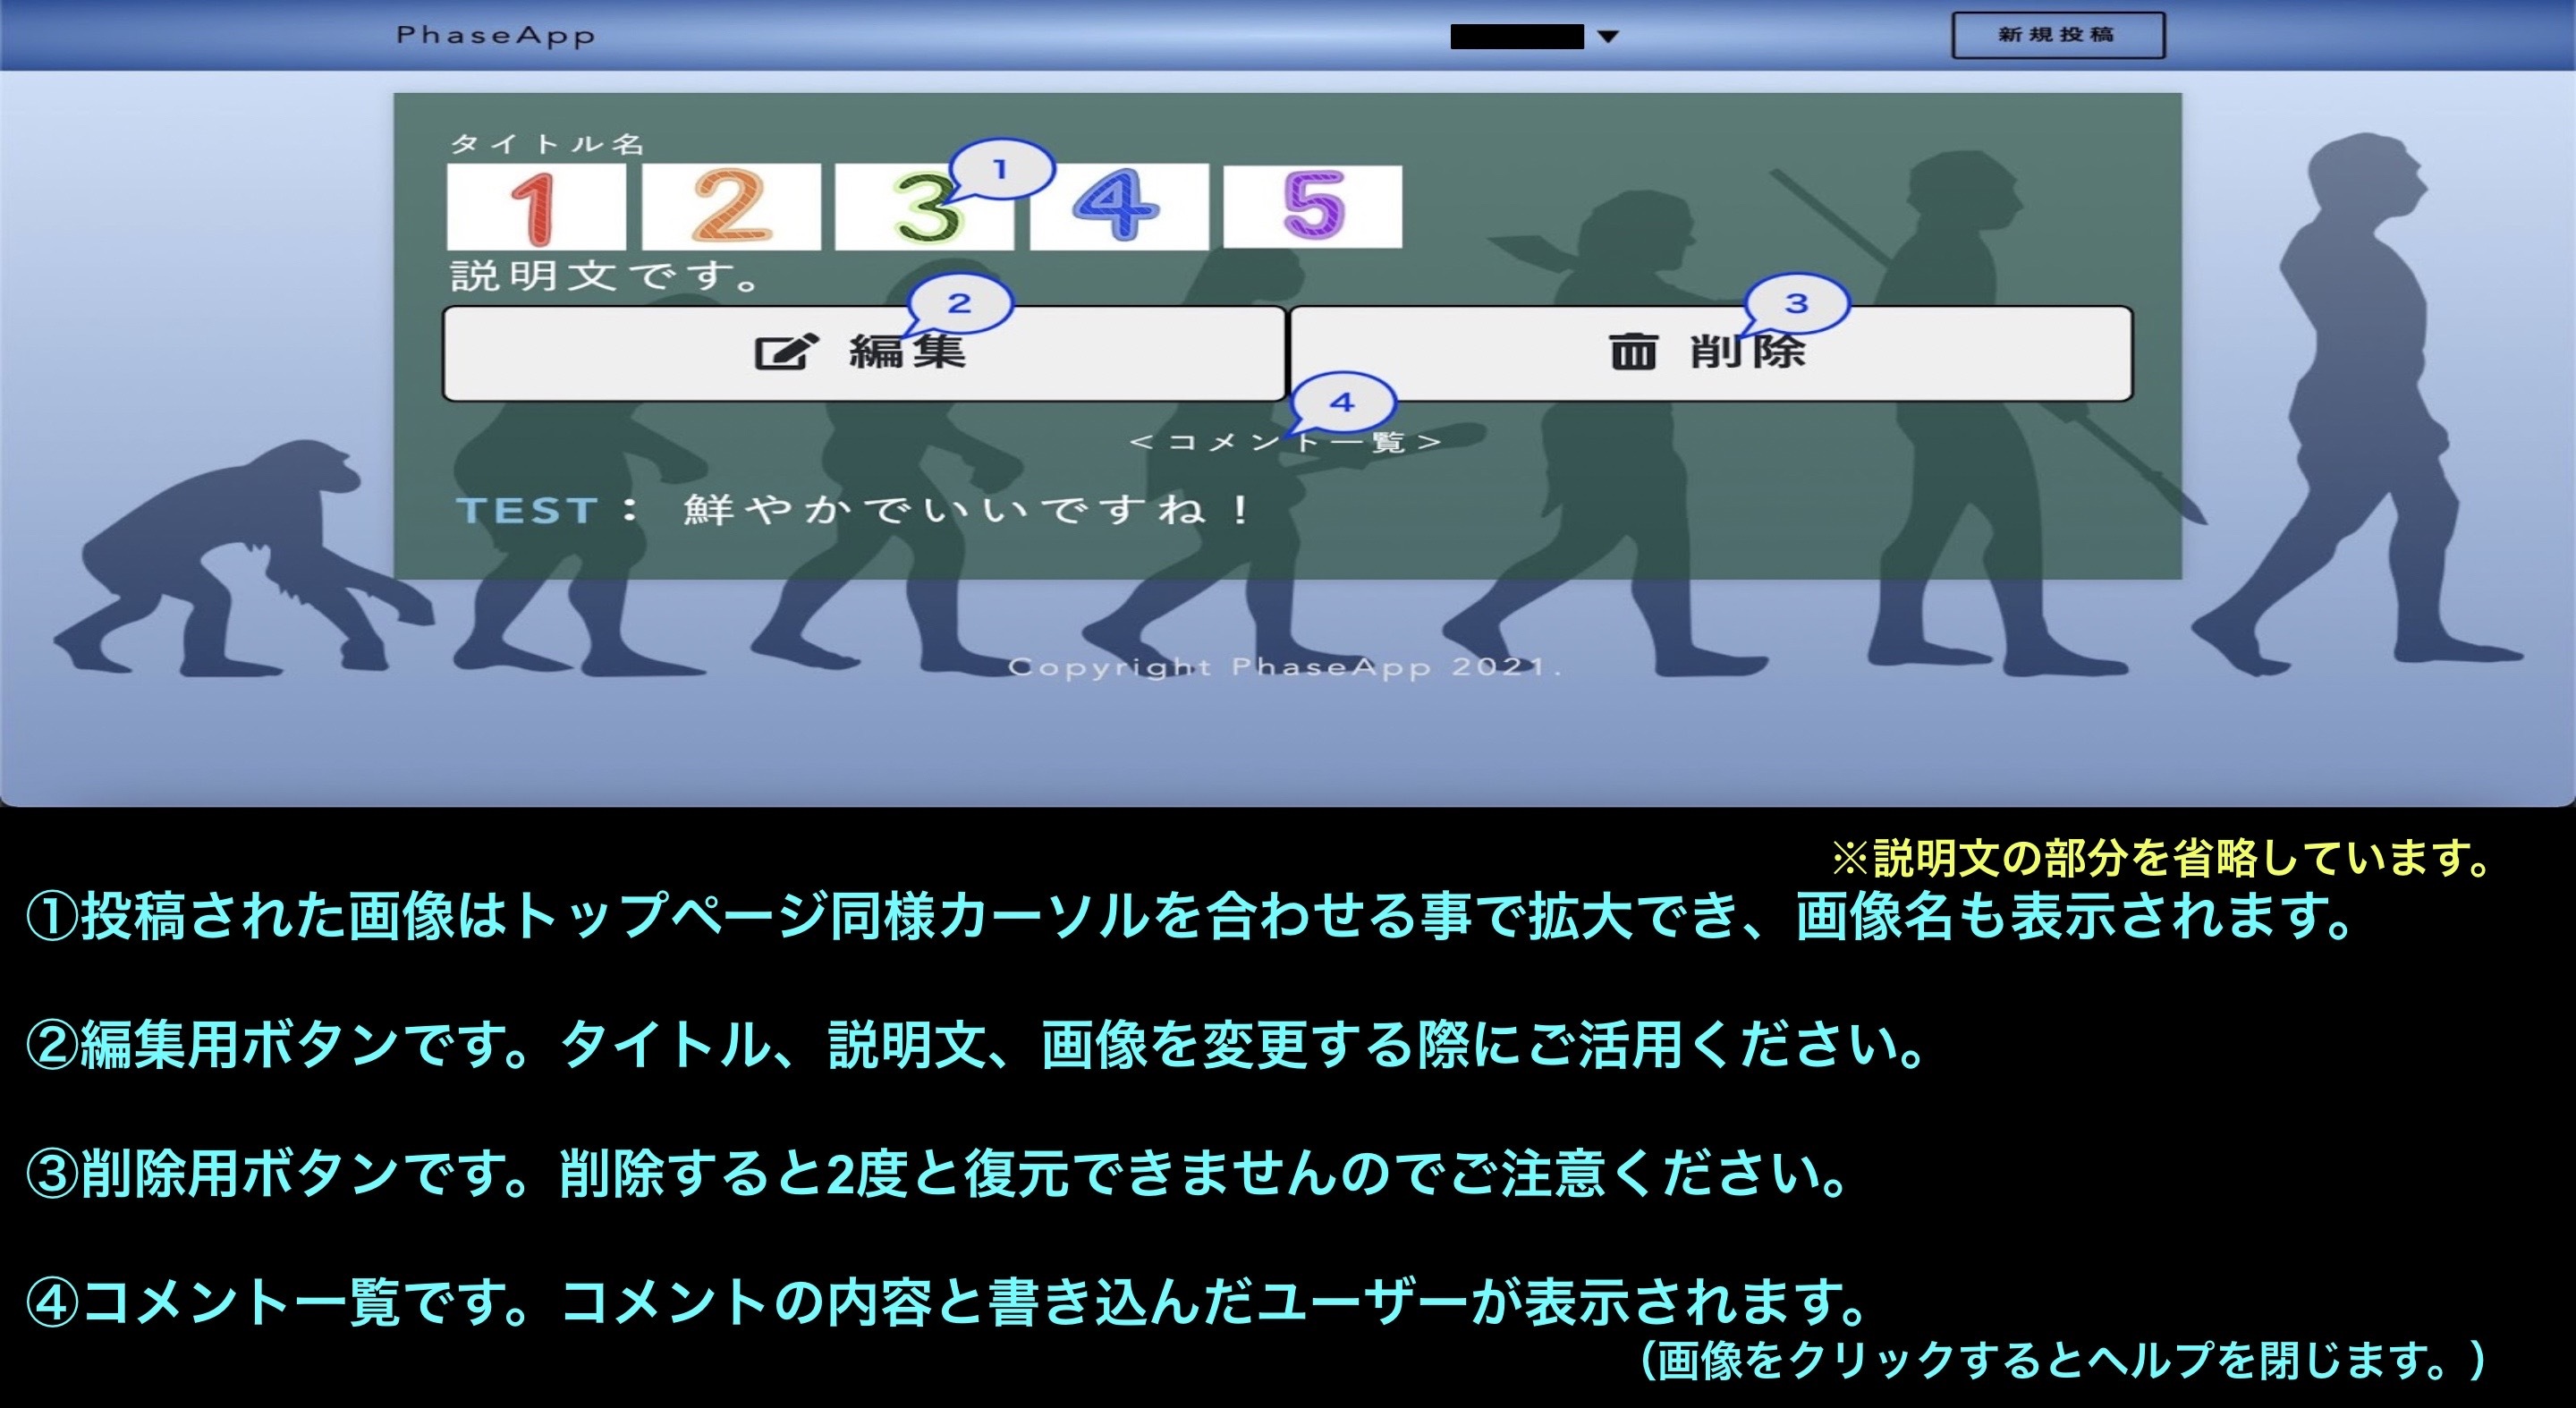 PhaseApp
新規投稿
タイトル名
1 2 3 4 5
1
説明文です。
2
3
編集
削除
4
<コメント一覧>
TEST： 鮮やかでいいですね！
Copyright PhaseApp 2021.
※説明文の部分を省略しています。
①投稿された画像はトップページ同様カーソルを合わせる事で拡大でき、画像名も表示されます。
②編集用ボタンです。タイトル、説明文、画像を変更する際にご活用ください。
③削除用ボタンです。削除すると2度と復元できませんのでご注意ください。
④コメント一覧です。コメントの内容と書き込んだユーザーが表示されます。
（画像をクリックするとヘルプを閉じます。）